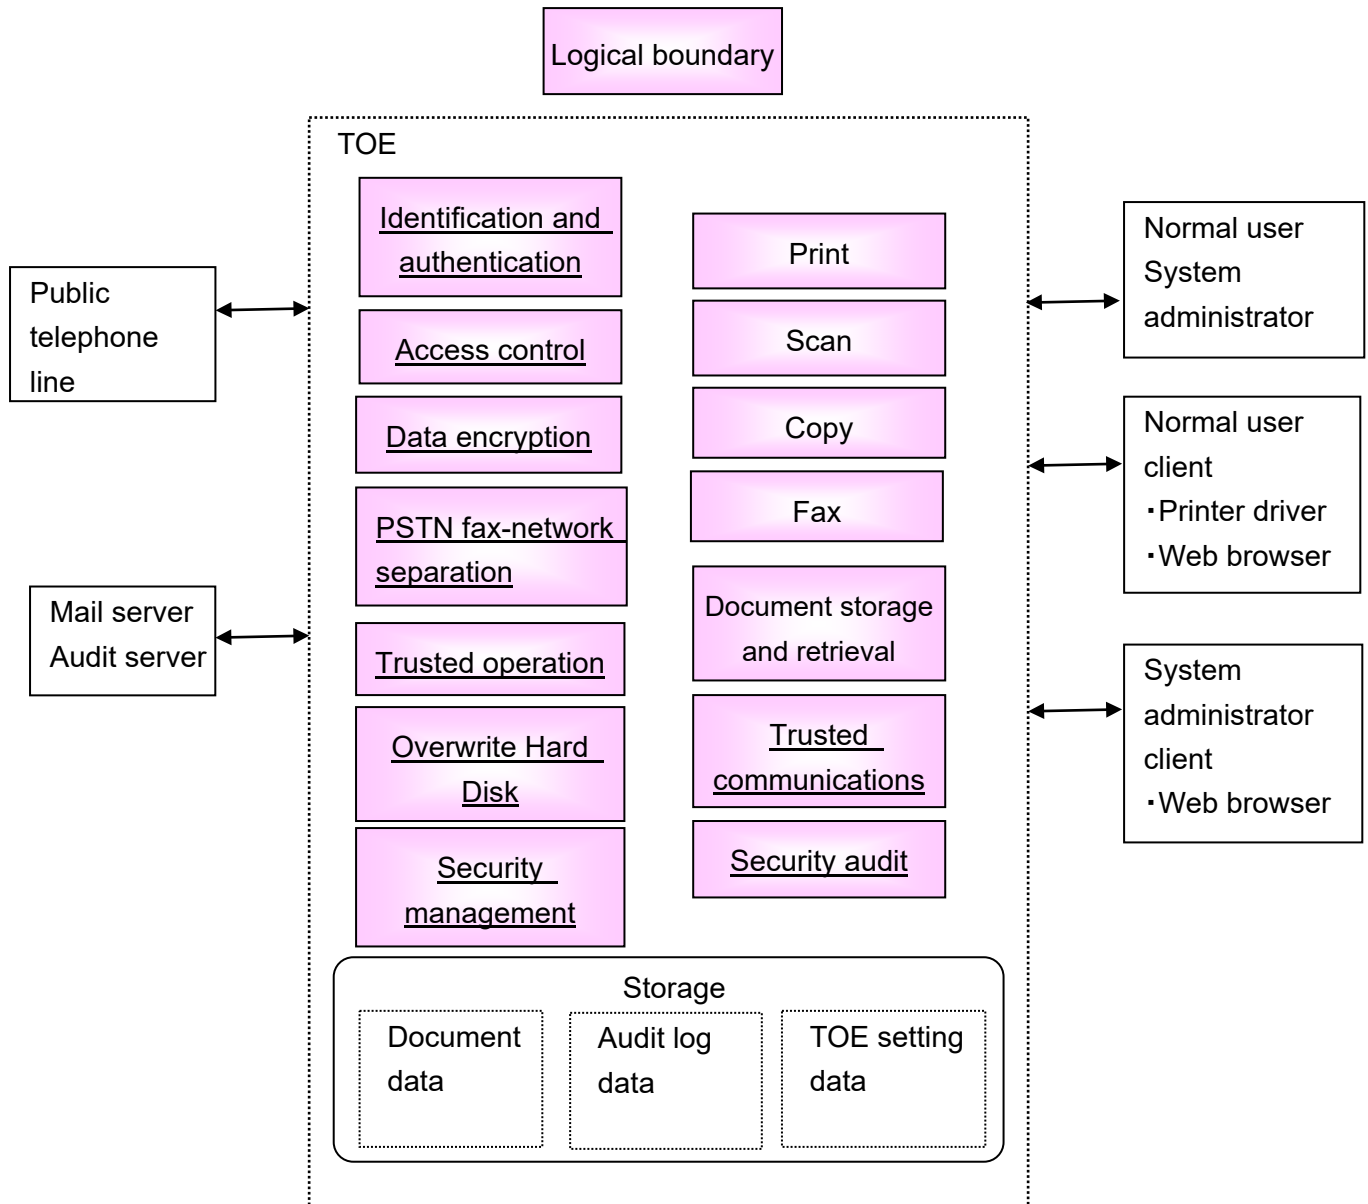 Logical boundary
TOE
Identification and
authentication
Access control
Data encryption
PSTN fax-network
separation
Trusted operation
Overwrite Hard
Disk
Security
management
Print
Scan
Copy
Fax
Document storage
and retrieval
Trusted
communications
Security audit
Public
telephone
line
Mail server
Audit server
Normal user
System
administrator
Normal user
client
・Printer driver
・Web browser
System
administrator
client
・Web browser
Storage
Document
data
Audit log
data
TOE setting
data